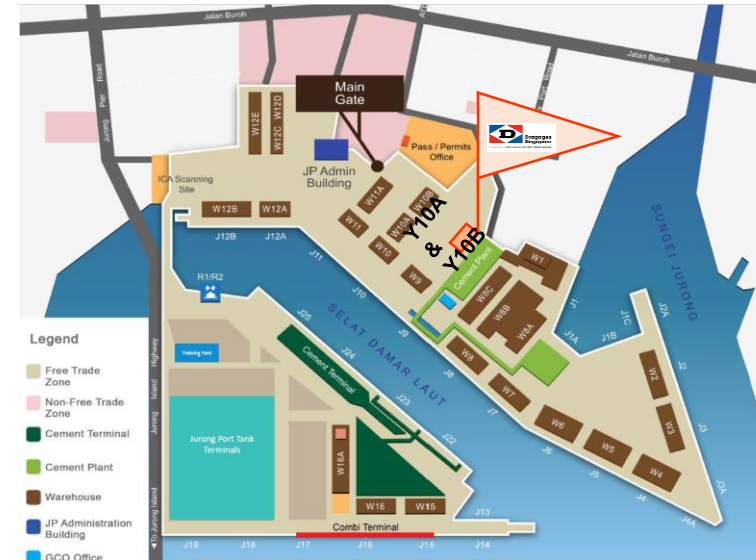 Jalan Buroh
Jalan Buroh
Jurong
Pier
Road
Port Road
Main
Gate
W12E
W12C
W12D
JP Admin
Building
Pass / Permits
Office
Dragages
Singapore
ICA Scanning
Site
W12B
W12A
J12B
J12A
W11A
W11
W10B
W10A
W10
W9
Y10A
&
Y10B
Cement Plant
W1
W8C
W8B
W8A
W8
W7
W6
W5
W4
W3
W2
J11
J10
J9
J8
J7
J6
J5
J4
J4A
J3A
J3
J2
J2A
J1C
J1B
J1A
J1
SUNGEI JURONG
SELAT DAMAR LAUT
R1/R2
J25
J24
J23
J22
Cement Terminal
Training Yard
Jurong Port Tank
Terminals
W16A
W16
W15
Combi Terminal
J19
J18
J17
J16
J15
J14
J13
Highway
Island
Jurong
To Jurong Island
Legend
Free Trade
Zone
Non-Free Trade
Zone
Cement Terminal
Cement Plant
Warehouse
JP Administration
Building
GCO Office